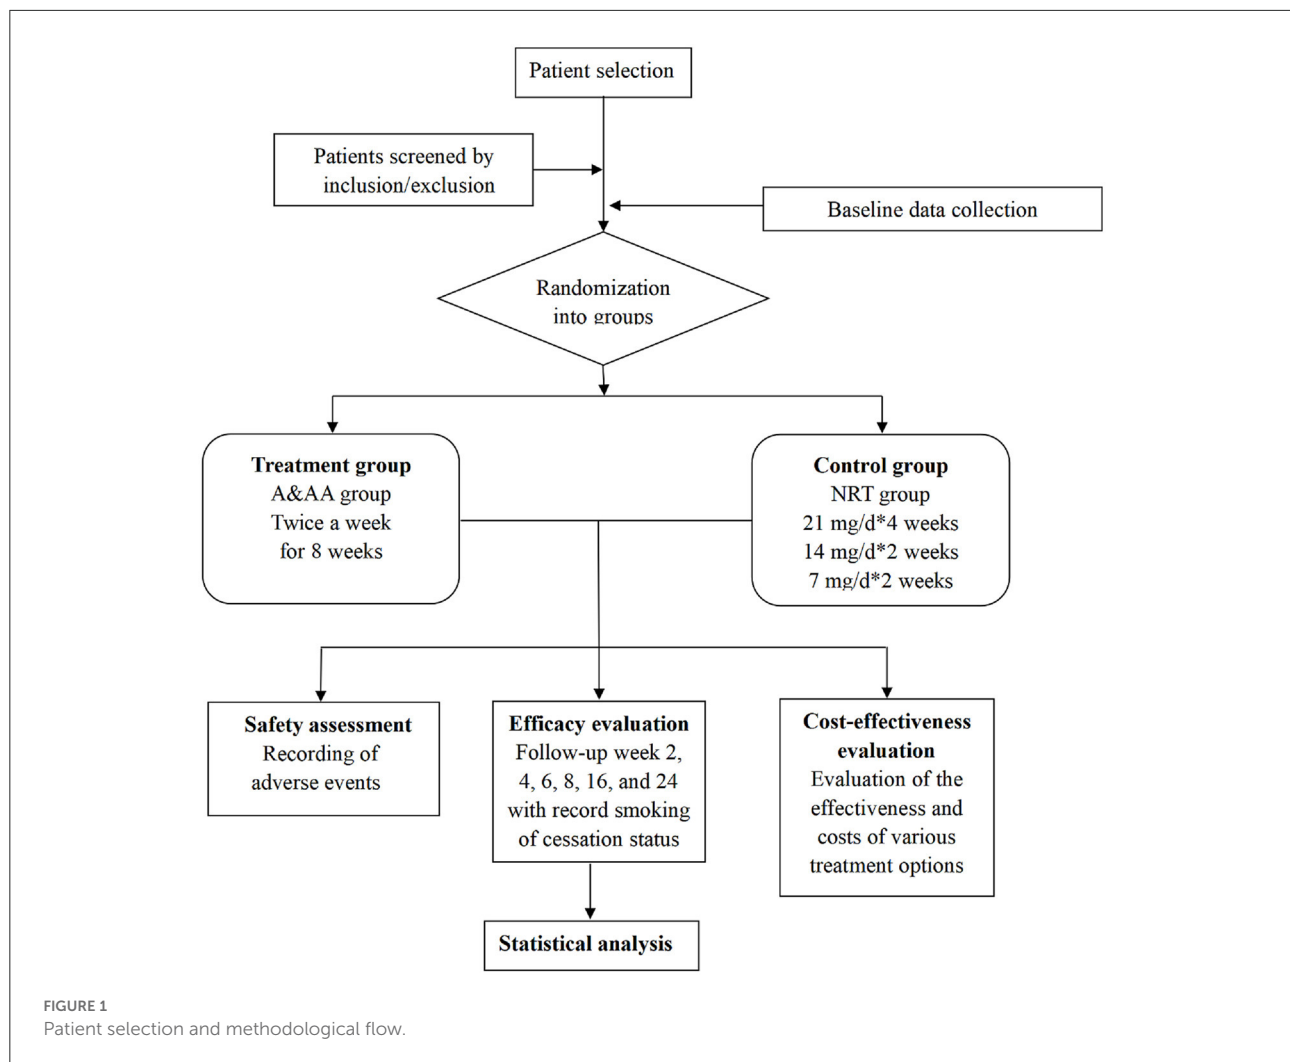 Patient selection
Patients screened by
inclusion/exclusion
Baseline data collection
Randomization
into groups
Treatment group
A&AA group
Twice a week
for 8 weeks
Control group
NRT group
21 mg/d*4 weeks
14 mg/d*2 weeks
7 mg/d*2 weeks
Safety assessment
Recording of
adverse events
Efficacy evaluation
Follow-up week 2,
4, 6, 8, 16, and 24
with record smoking
of cessation status
Cost-effectiveness
evaluation
Evaluation of the
effectiveness and
costs of various
treatment options
Statistical analysis
FIGURE 1
Patient selection and methodological flow.